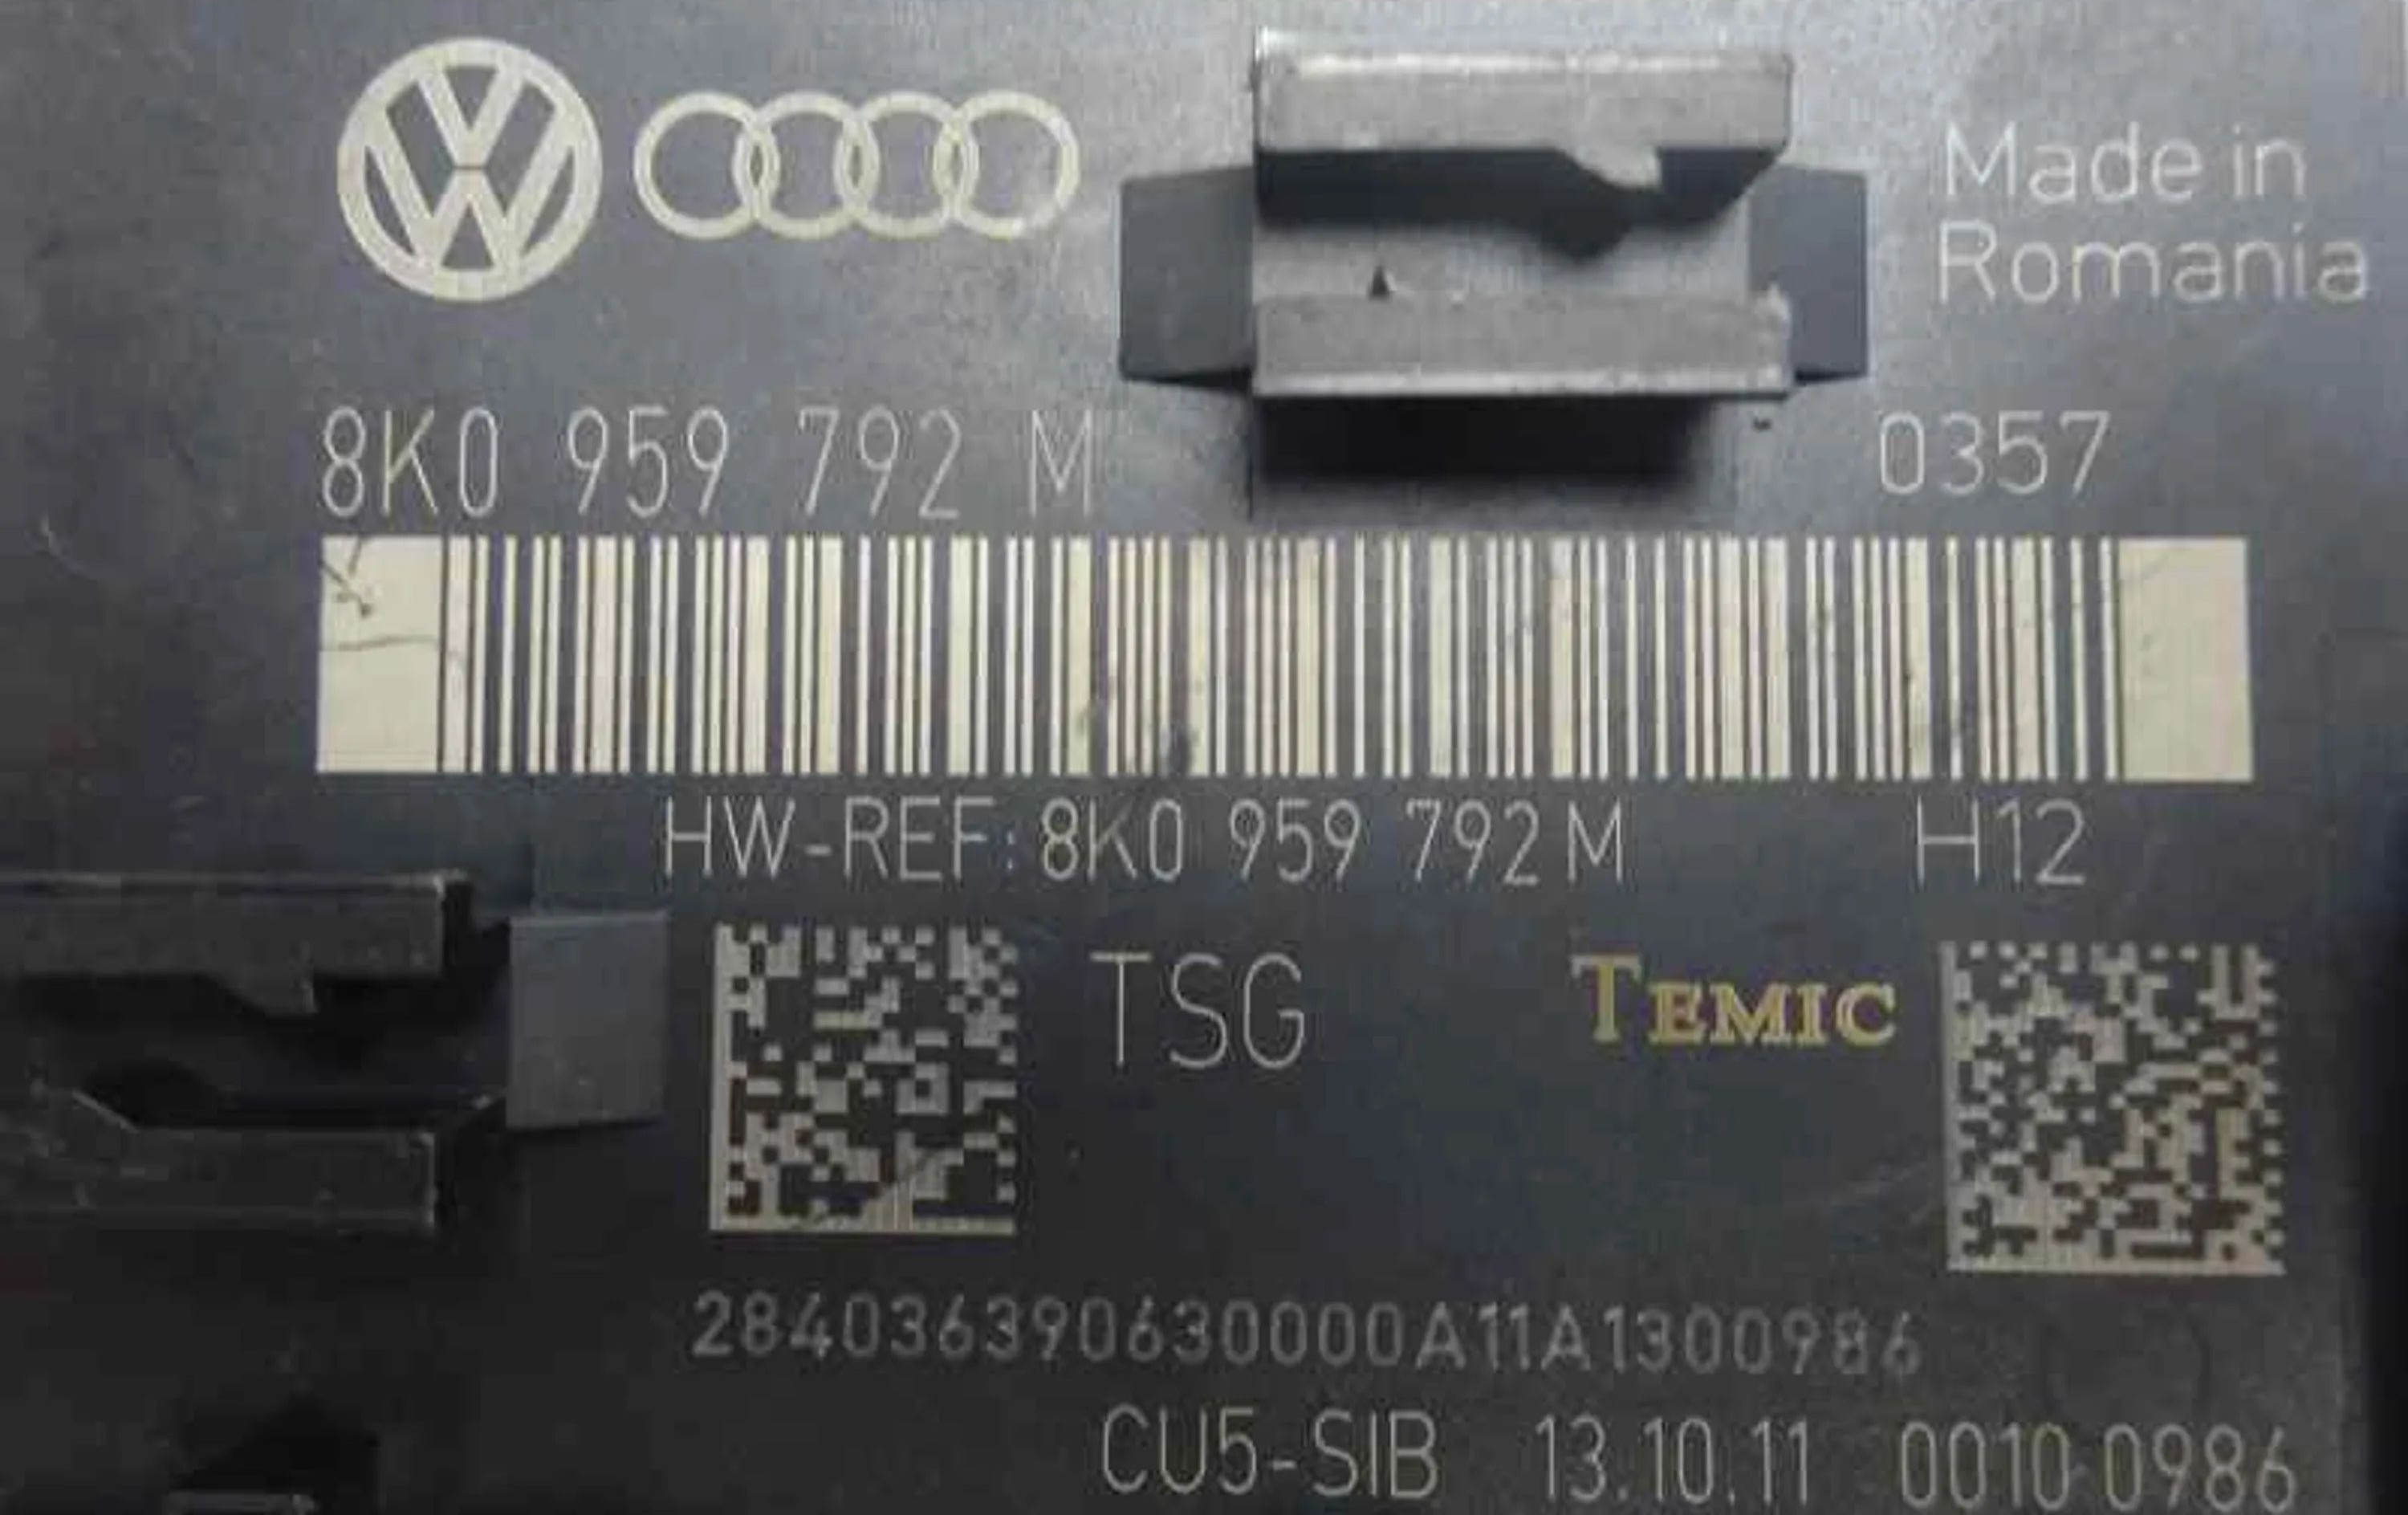 Made in
Romania
8K0 959 792 M
0357
HW-REF: 8K0 959 792 M H12
TSG
TEMIC
284036390630000A11A1300986
CU5-SIB 13.10.11 0010 0986